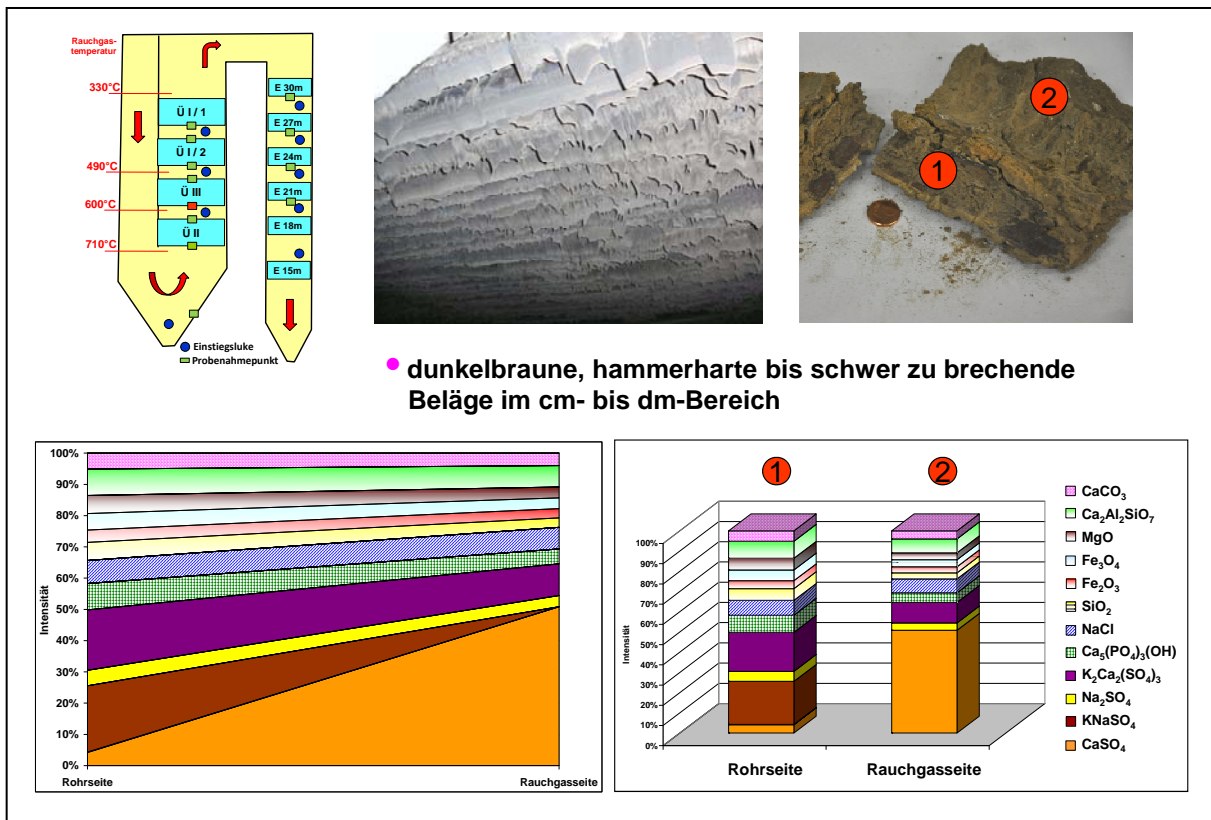 Rauchgas-
temperatur
330°C
490°C
600°C
710°C
Ü I / 1
Ü I / 2
Ü III
Ü II
E 30m
E 27m
E 24m
E 21m
E 18m
E 15m
Einstiegsluke
Probenahmepunkt
1
2
dunkelbraune, hammerharte bis schwer zu brechende
Beläge im cm- bis dm-Bereich
100%
90%
80%
70%
60%
50%
40%
30%
20%
10%
0%
Intensität
Rohrseite
Rauchgasseite
1
2
100%
90%
80%
70%
60%
50%
40%
30%
20%
10%
0%
Intensität
Rohrseite
Rauchgasseite
CaCO₃
Ca₂Al₂SiO₇
MgO
Fe₃O₄
Fe₂O₃
SiO₂
NaCl
Ca₅(PO₄)₃(OH)
K₂Ca₂(SO₄)₃
Na₂SO₄
KNaSO₄
CaSO₄